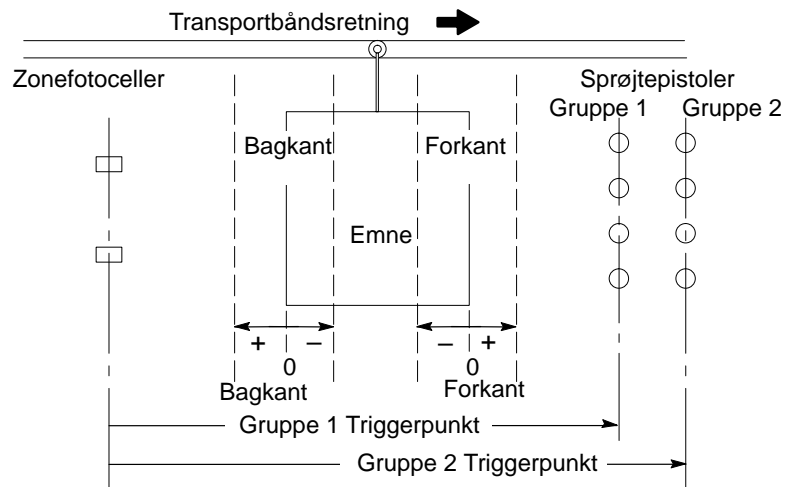 Transportbåndsretning
Zonefotoceller
Sprøjtepistoler
Gruppe 1
Gruppe 2
Bagkant
Forkant
Emne
+ –
– +
0
0
Bagkant
Forkant
Gruppe 1 Triggerpunkt
Gruppe 2 Triggerpunkt